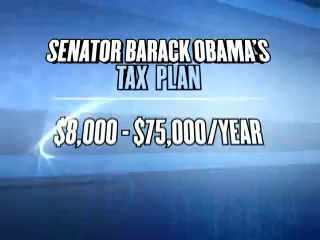 SENATOR BARACK OBAMA'S
TAX PLAN
$8,000 - $75,000/YEAR